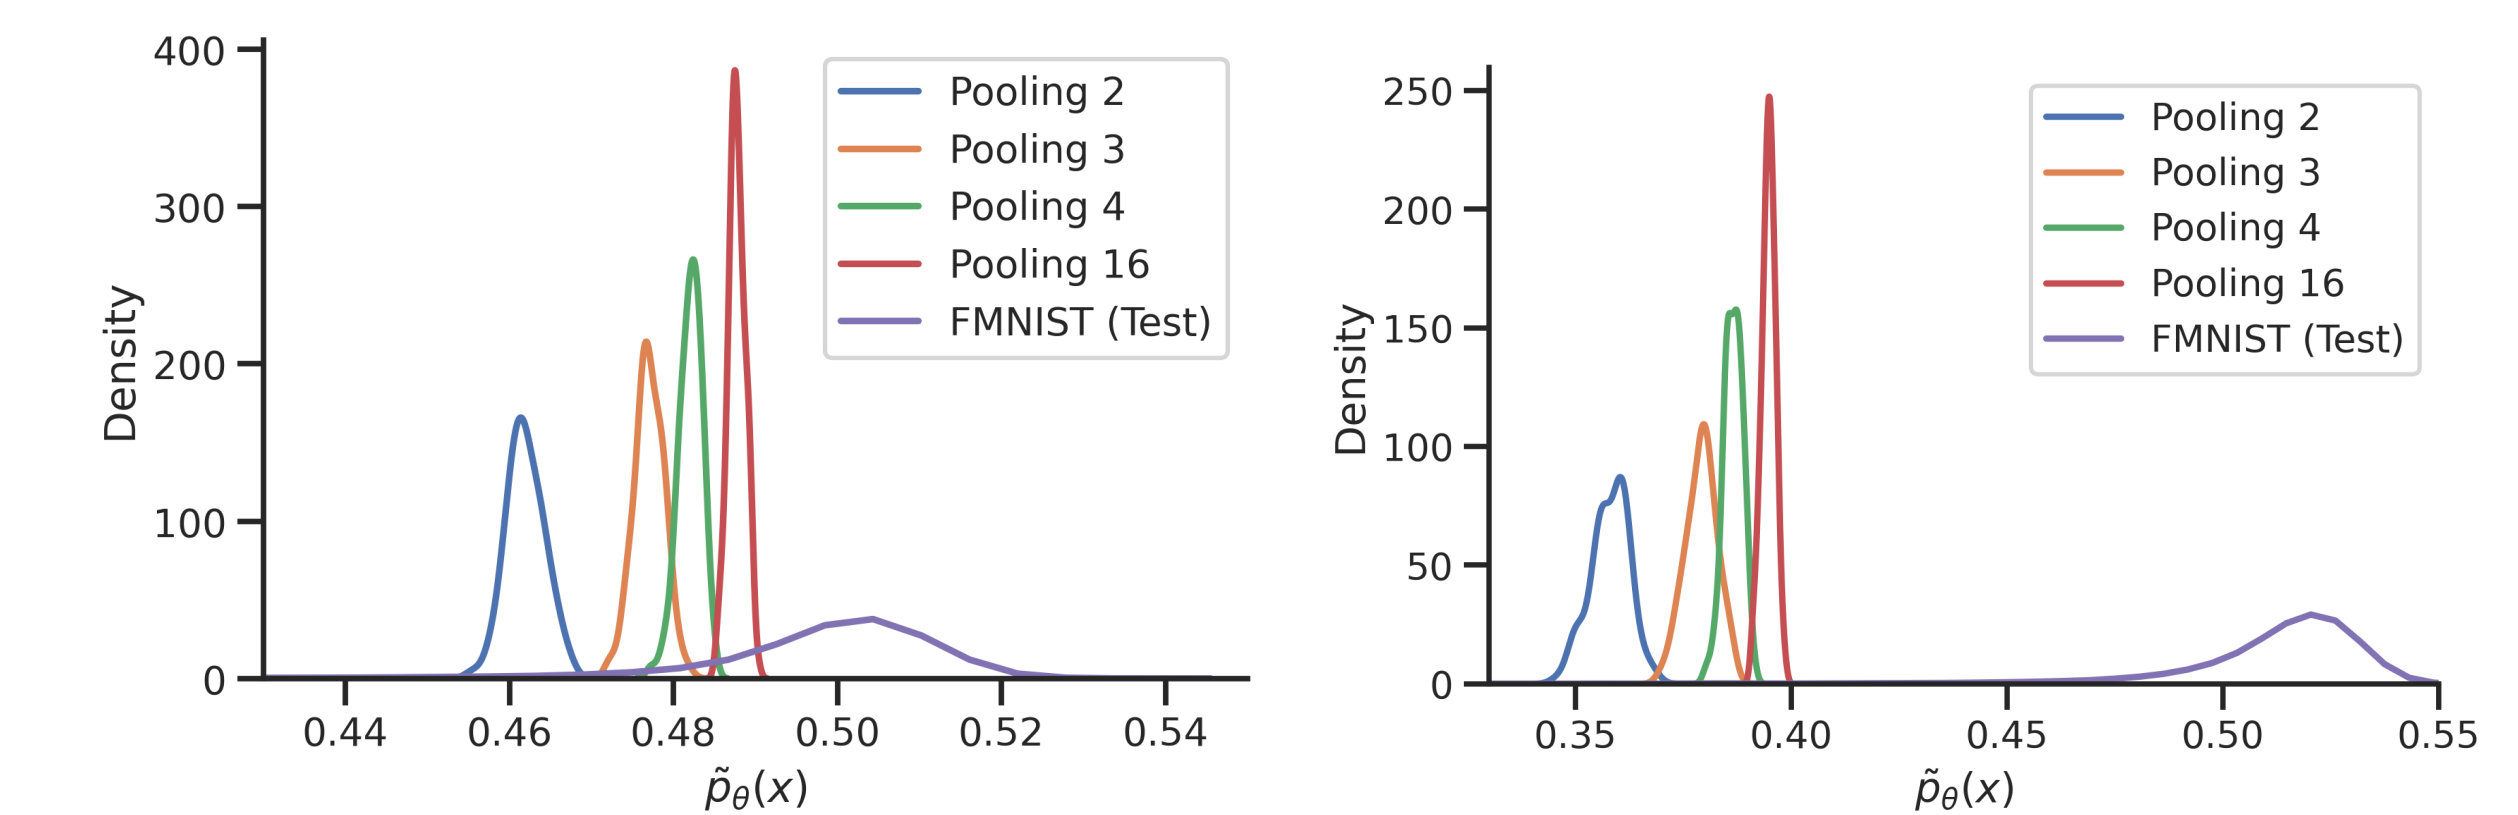 400
300
200
100
0
Density
0.44 0.46 0.48 0.50 0.52 0.54
p̃θ(x)
Pooling 2
Pooling 3
Pooling 4
Pooling 16
FMNIST (Test)
250
200
150
100
50
0
Density
0.35 0.40 0.45 0.50 0.55
p̃θ(x)
Pooling 2
Pooling 3
Pooling 4
Pooling 16
FMNIST (Test)